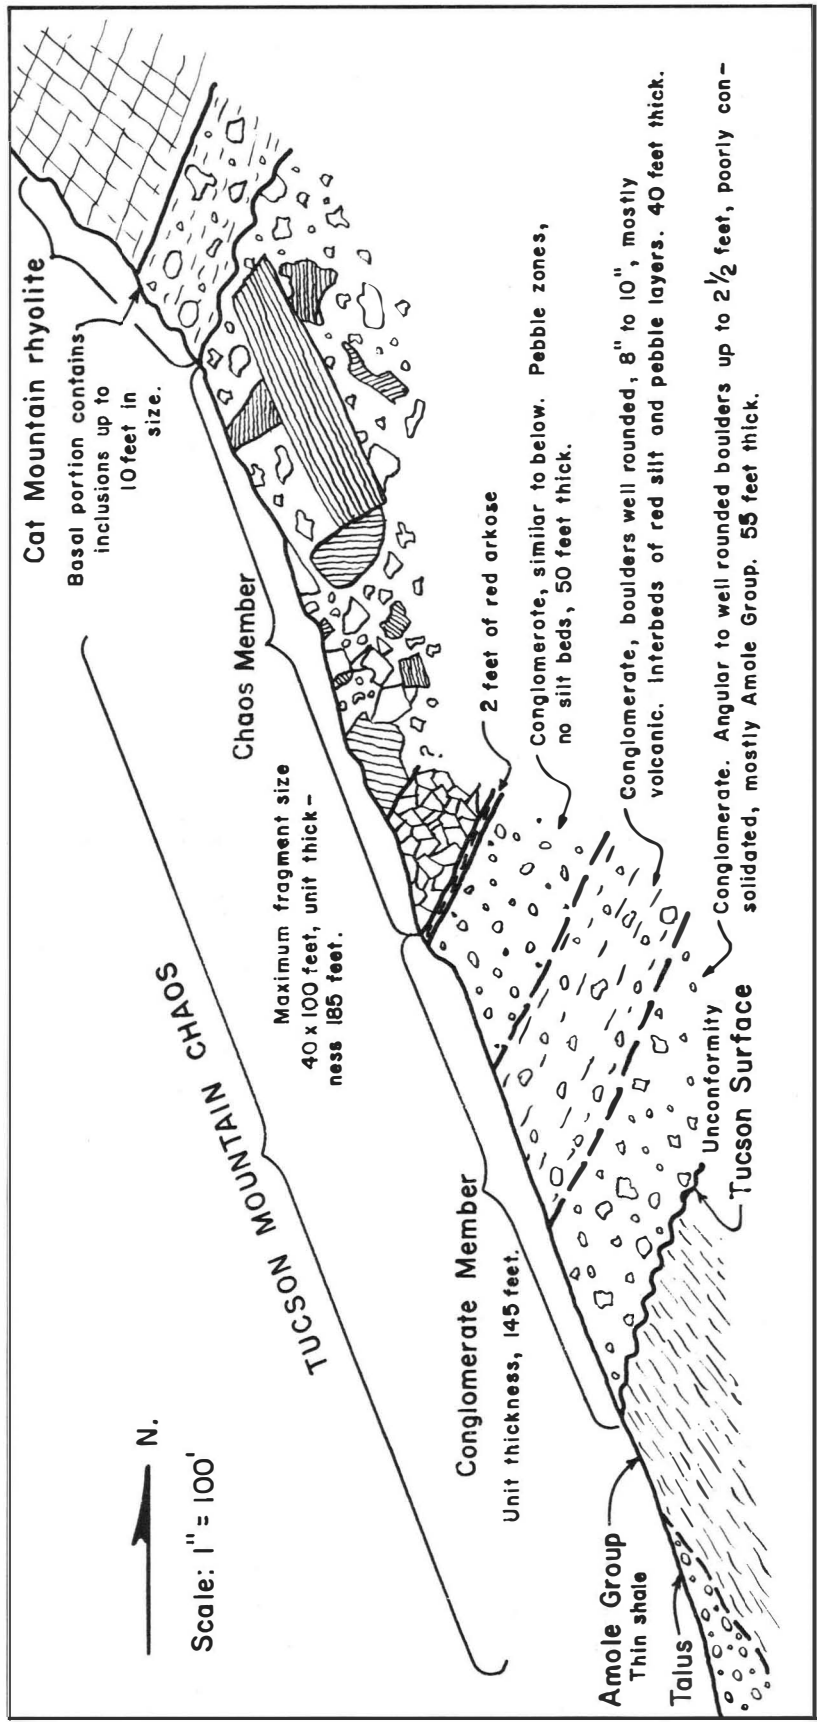 Cat Mountain rhyolite
Basal portion contains
inclusions up to
10 feet in
size.
Chaos Member
Maximum fragment size
40 x 100 feet, unit thick-
ness 185 feet.
TUCSON MOUNTAIN CHAOS
N.
Scale: 1" = 100'
Conglomerate Member
Unit thickness, 145 feet.
? ?
2 feet of red arkose
Conglomerate, similar to below. Pebble zones,
no silt beds, 50 feet thick.
Conglomerate, boulders well rounded, 8" to 10", mostly
volcanic. Interbeds of red silt and pebble layers. 40 feet thick.
Conglomerate. Angular to well rounded boulders up to 2 1/2 feet, poorly con-
solidated, mostly Amole Group. 55 feet thick.
Unconformity
Tucson Surface
Amole Group
Thin shale
Talus